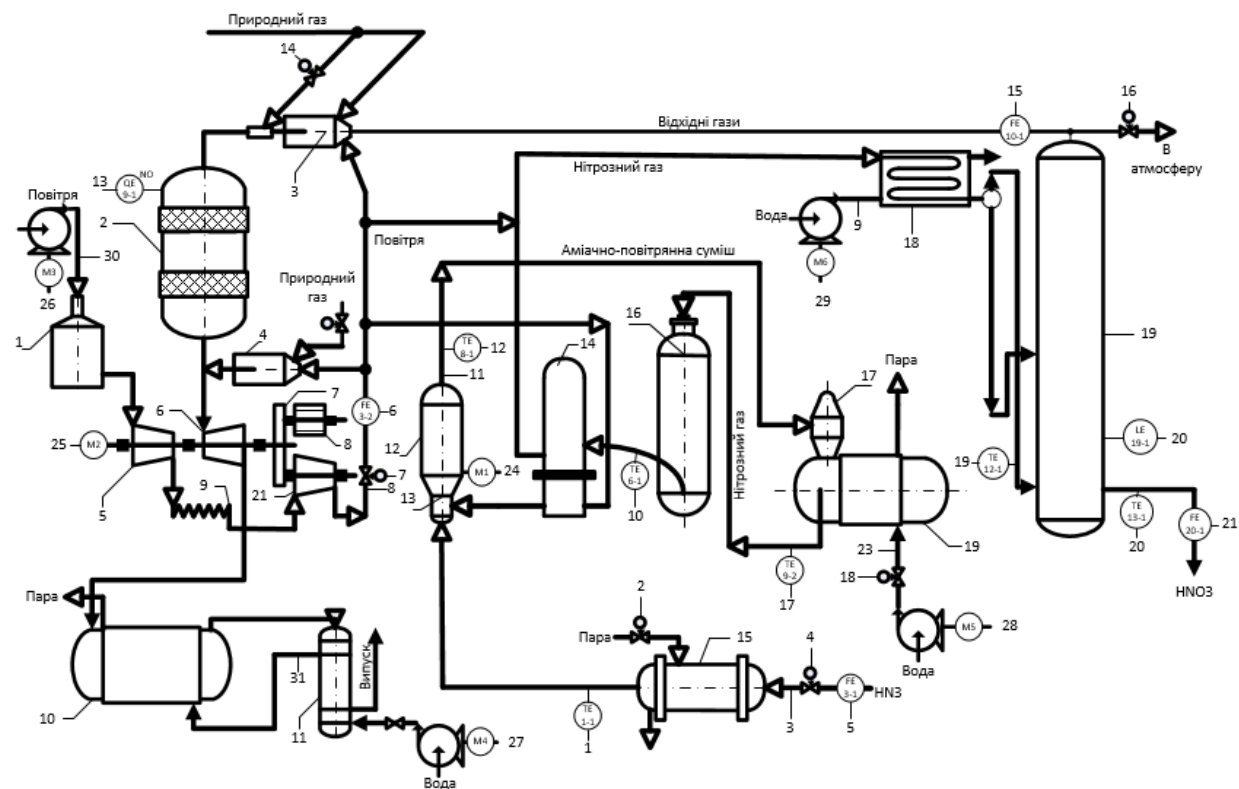 Природний газ
14
15
16
FE
10-1
Відхідні гази
В
атмосферу
3
Нітрозний газ
13
QE
9-1
NO
Повітря
2
30
M3
26
1
Повітря
Вода
9
18
M6
29
Аміачно-повітрянна суміш
Природний
газ
4
TE
8-1
12
11
16
14
19
Пара
17
6
7
FE
3-2
6
8
25
M2
12
7
8
M1
24
13
TE
6-1
10
Нітрозний газ
LE
19-1
20
19
TE
12-1
5
9
21
TE
13-1
20
FE
20-1
21
HNO3
23
19
18
TE
9-2
17
M5
28
Вода
Пара
2
Пара
15
4
FE
3-1
HN3
3
5
TE
1-1
1
31
Випуск
10
11
M4
27
Вода